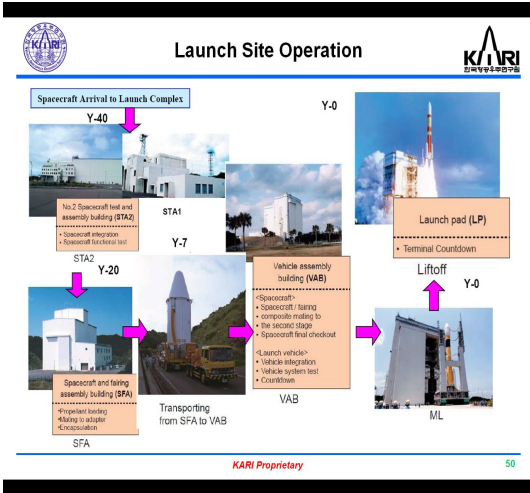 KARI
Launch Site Operation
KARI
한국항공우주연구원
Spacecraft Arrival to Launch Complex
Y-40
Y-0
No.2 Spacecraft test and
assembly building (STA2)
• Spacecraft integration
• Spacecraft functional test
STA2
STA1
Y-7
Launch pad (LP)
• Terminal Countdown
Liftoff
Y-0
Y-20
Vehicle assembly
building (VAB)
<Spacecraft>
• Spacecraft / fairing
• composite mating to
• the second stage
• Spacecraft final checkout
<Launch vehicle>
• Vehicle integration
• Vehicle system test
• Countdown
VAB
Spacecraft and fairing
assembly building (SFA)
•Propellant loading
•Mating to adapter
•Encapsulation
SFA
Transporting
from SFA to VAB
ML
KARI Proprietary
50